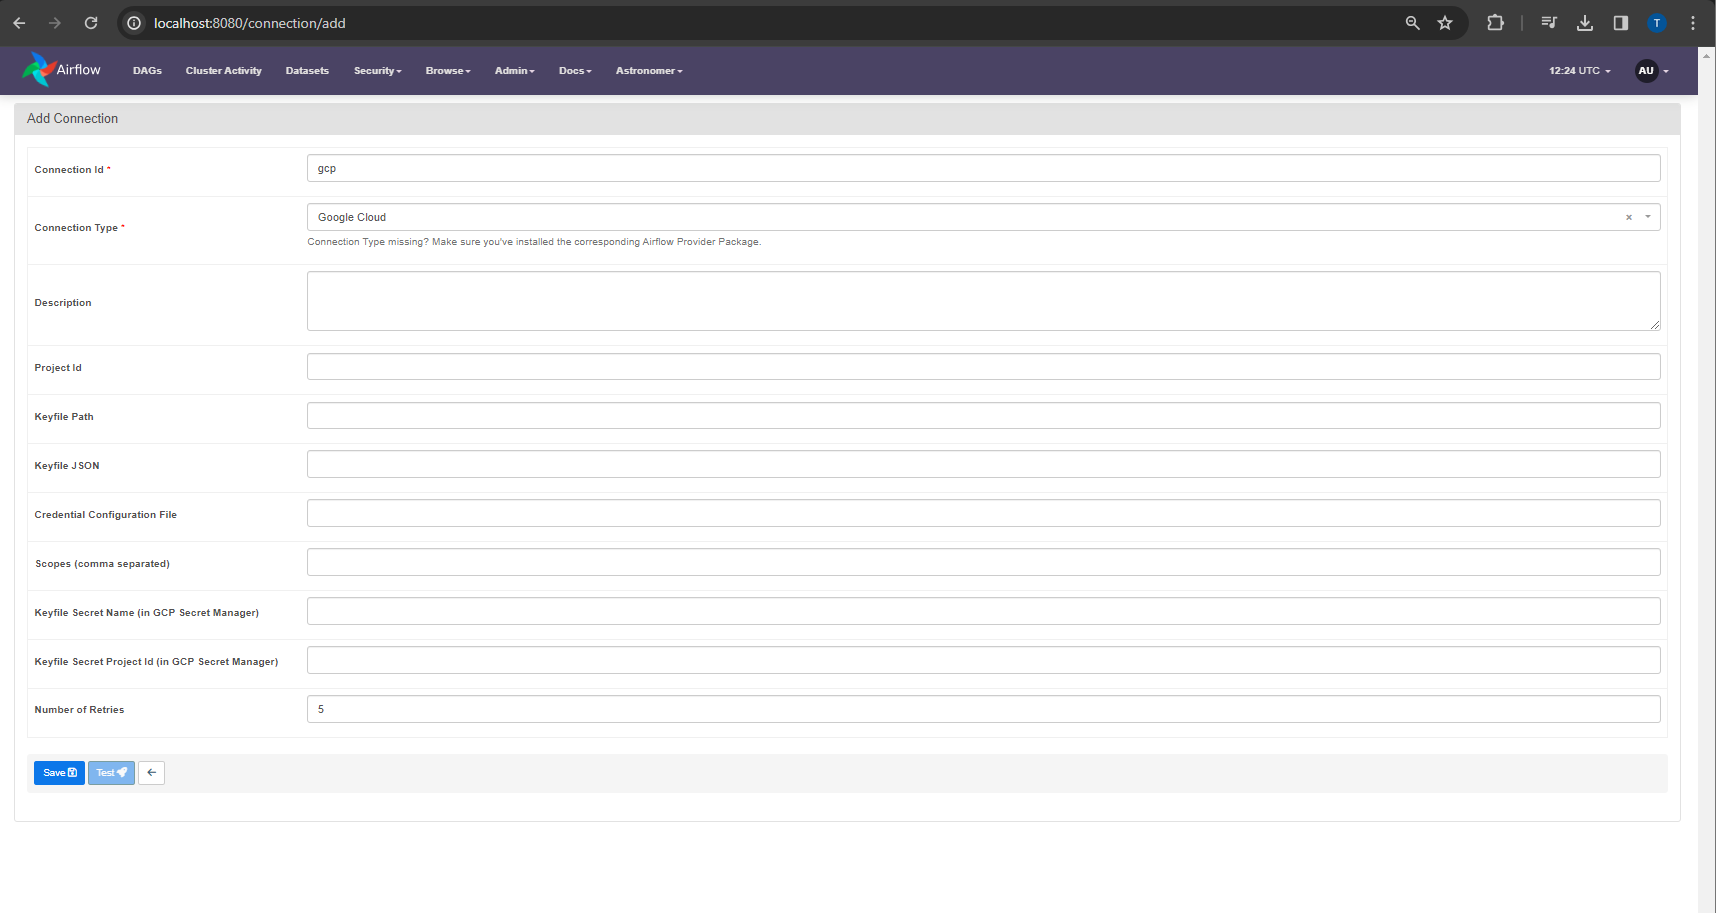 localhost:8080/connection/add
T
Airflow DAGs Cluster Activity Datasets Security Browse Admin Docs Astronomer 12:24 UTC AU
Add Connection
Connection Id * gcp
Connection Type * Google Cloud × 
Connection Type missing? Make sure you've installed the corresponding Airflow Provider Package.
Description
Project Id
Keyfile Path
Keyfile JSON
Credential Configuration File
Scopes (comma separated)
Keyfile Secret Name (in GCP Secret Manager)
Keyfile Secret Project Id (in GCP Secret Manager)
Number of Retries 5
Save Test